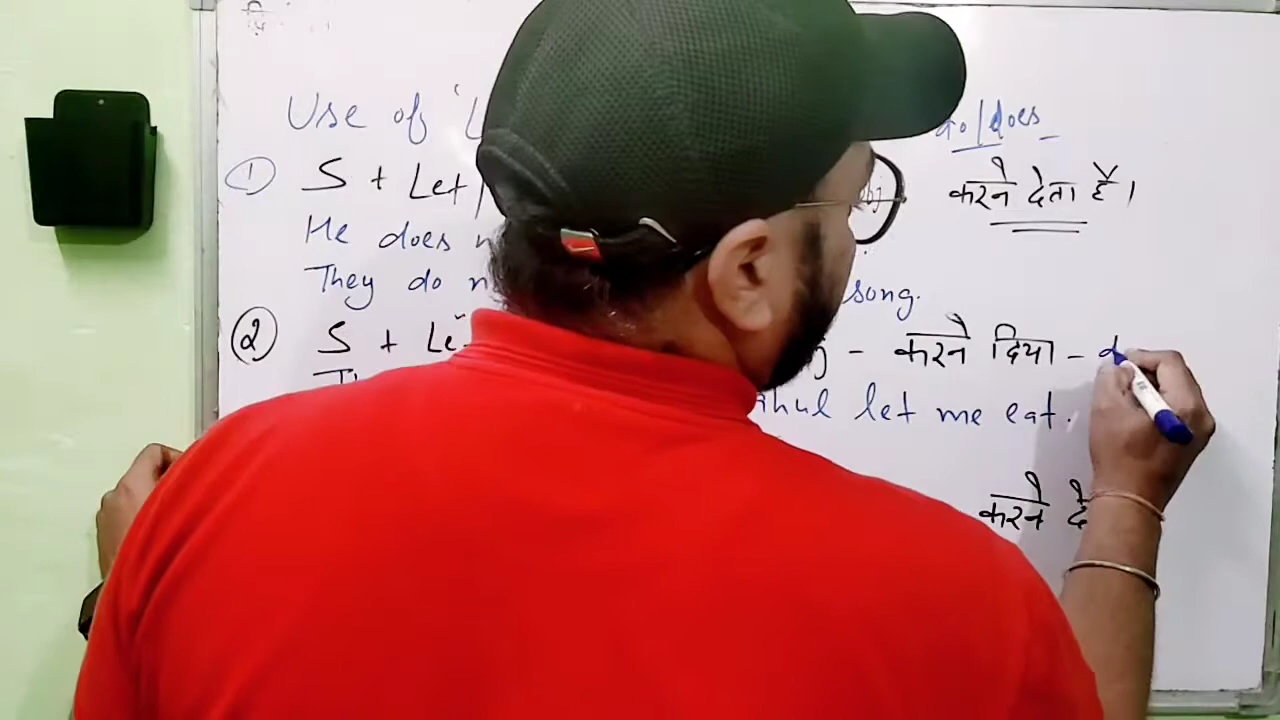 Use of 'L do/does
① S + Let / obj करने देता है।
He does n
They do n song.
② S + Le - करने दिया - d
hul let me eat.
करने दे